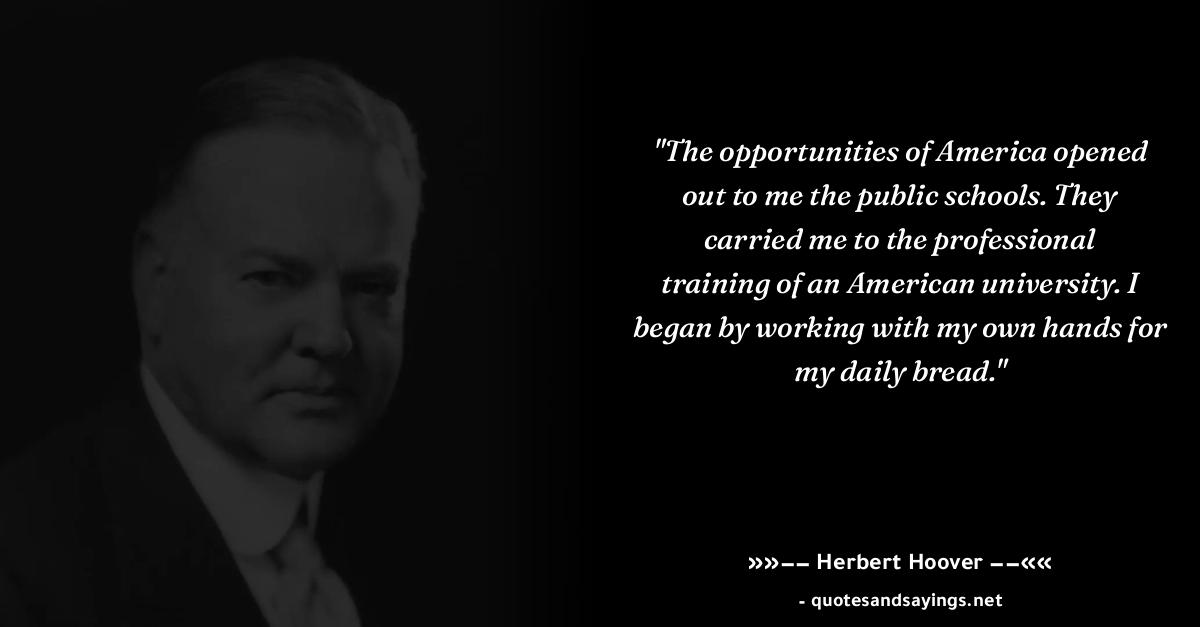 "The opportunities of America opened
out to me the public schools. They
carried me to the professional
training of an American university. I
began by working with my own hands for
my daily bread."
»»–– Herbert Hoover ––««
- quotesandsayings.net